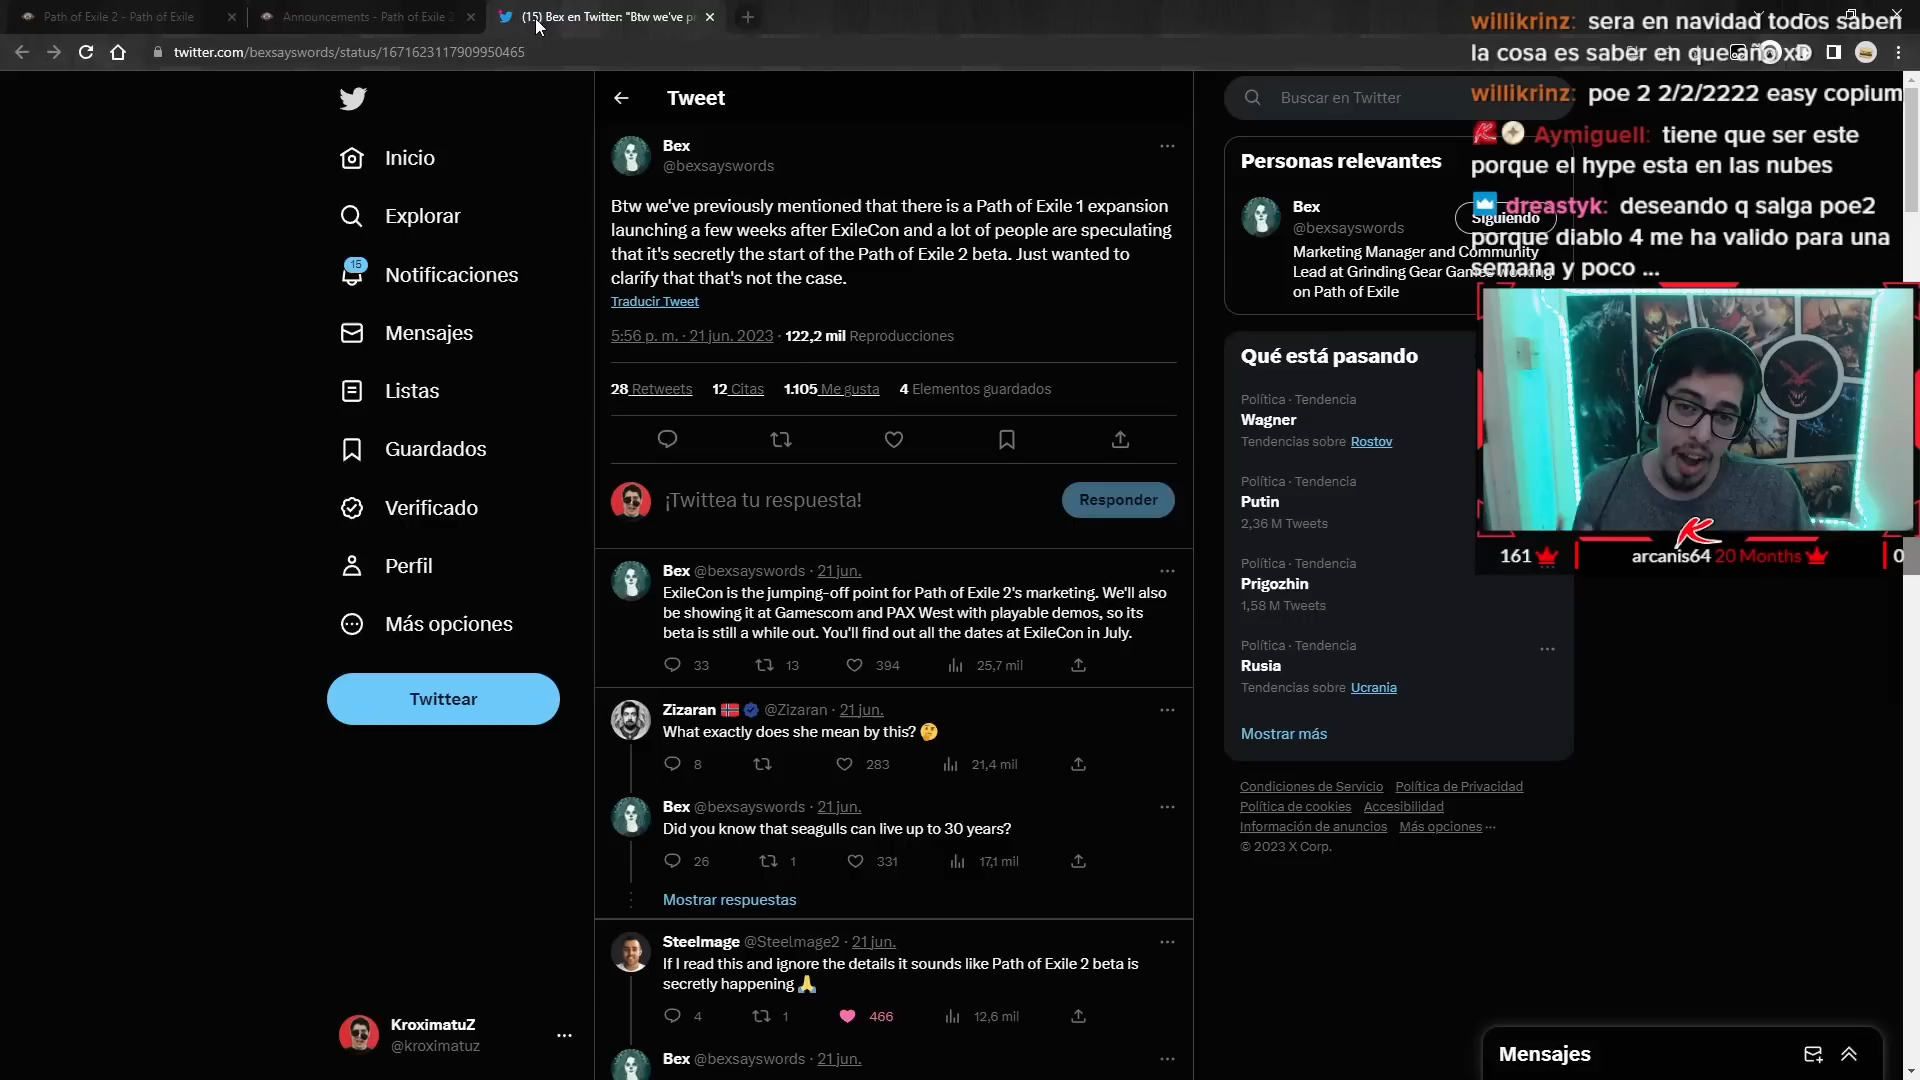 Path of Exile 2 - Path of Exile
Announcements - Path of Exile 2
(15) Bex en Twitter: "Btw we've pr
twitter.com/bexsayswords/status/1671623117909950465
Inicio
Explorar
15
Notificaciones
Mensajes
Listas
Guardados
Verificado
Perfil
Más opciones
Twittear
KroximatuZ
@kroximatuz
Tweet
Bex
@bexsayswords
Btw we've previously mentioned that there is a Path of Exile 1 expansion
launching a few weeks after ExileCon and a lot of people are speculating
that it's secretly the start of the Path of Exile 2 beta. Just wanted to
clarify that that's not the case.
Traducir Tweet
5:56 p. m. · 21 jun. 2023 · 122,2 mil Reproducciones
28 Retweets 12 Citas 1.105 Me gusta 4 Elementos guardados
¡Twittea tu respuesta!
Responder
Bex @bexsayswords · 21 jun.
ExileCon is the jumping-off point for Path of Exile 2's marketing. We'll also
be showing it at Gamescom and PAX West with playable demos, so its
beta is still a while out. You'll find out all the dates at ExileCon in July.
33 13 394 25,7 mil
Zizaran @Zizaran · 21 jun.
What exactly does she mean by this? 🤔
8 283 21,4 mil
Bex @bexsayswords · 21 jun.
Did you know that seagulls can live up to 30 years?
26 1 331 17,1 mil
Mostrar respuestas
Steelmage @Steelmage2 · 21 jun.
If I read this and ignore the details it sounds like Path of Exile 2 beta is
secretly happening 🙏
4 1 466 12,6 mil
Bex @bexsayswords · 21 jun.
Buscar en Twitter
Personas relevantes
Bex
@bexsayswords
Siguiendo
Marketing Manager and Community
Lead at Grinding Gear Games working
on Path of Exile
Qué está pasando
Política · Tendencia
Wagner
Tendencias sobre Rostov
Política · Tendencia
Putin
2,36 M Tweets
Política · Tendencia
Prigozhin
1,58 M Tweets
Política · Tendencia
Rusia
Tendencias sobre Ucrania
Mostrar más
Condiciones de Servicio Política de Privacidad
Política de cookies Accesibilidad
Información de anuncios Más opciones ···
© 2023 X Corp.
Mensajes
willikrinz: sera en navidad todos saben
la cosa es saber en que año xD
willikrinz: poe 2 2/2/2222 easy copium
Aymiguell: tiene que ser este
porque el hype esta en las nubes
dreastyk: deseando q salga poe2
porque diablo 4 me ha valido para una
semana y poco ...
161
arcanis64 20 Months
0